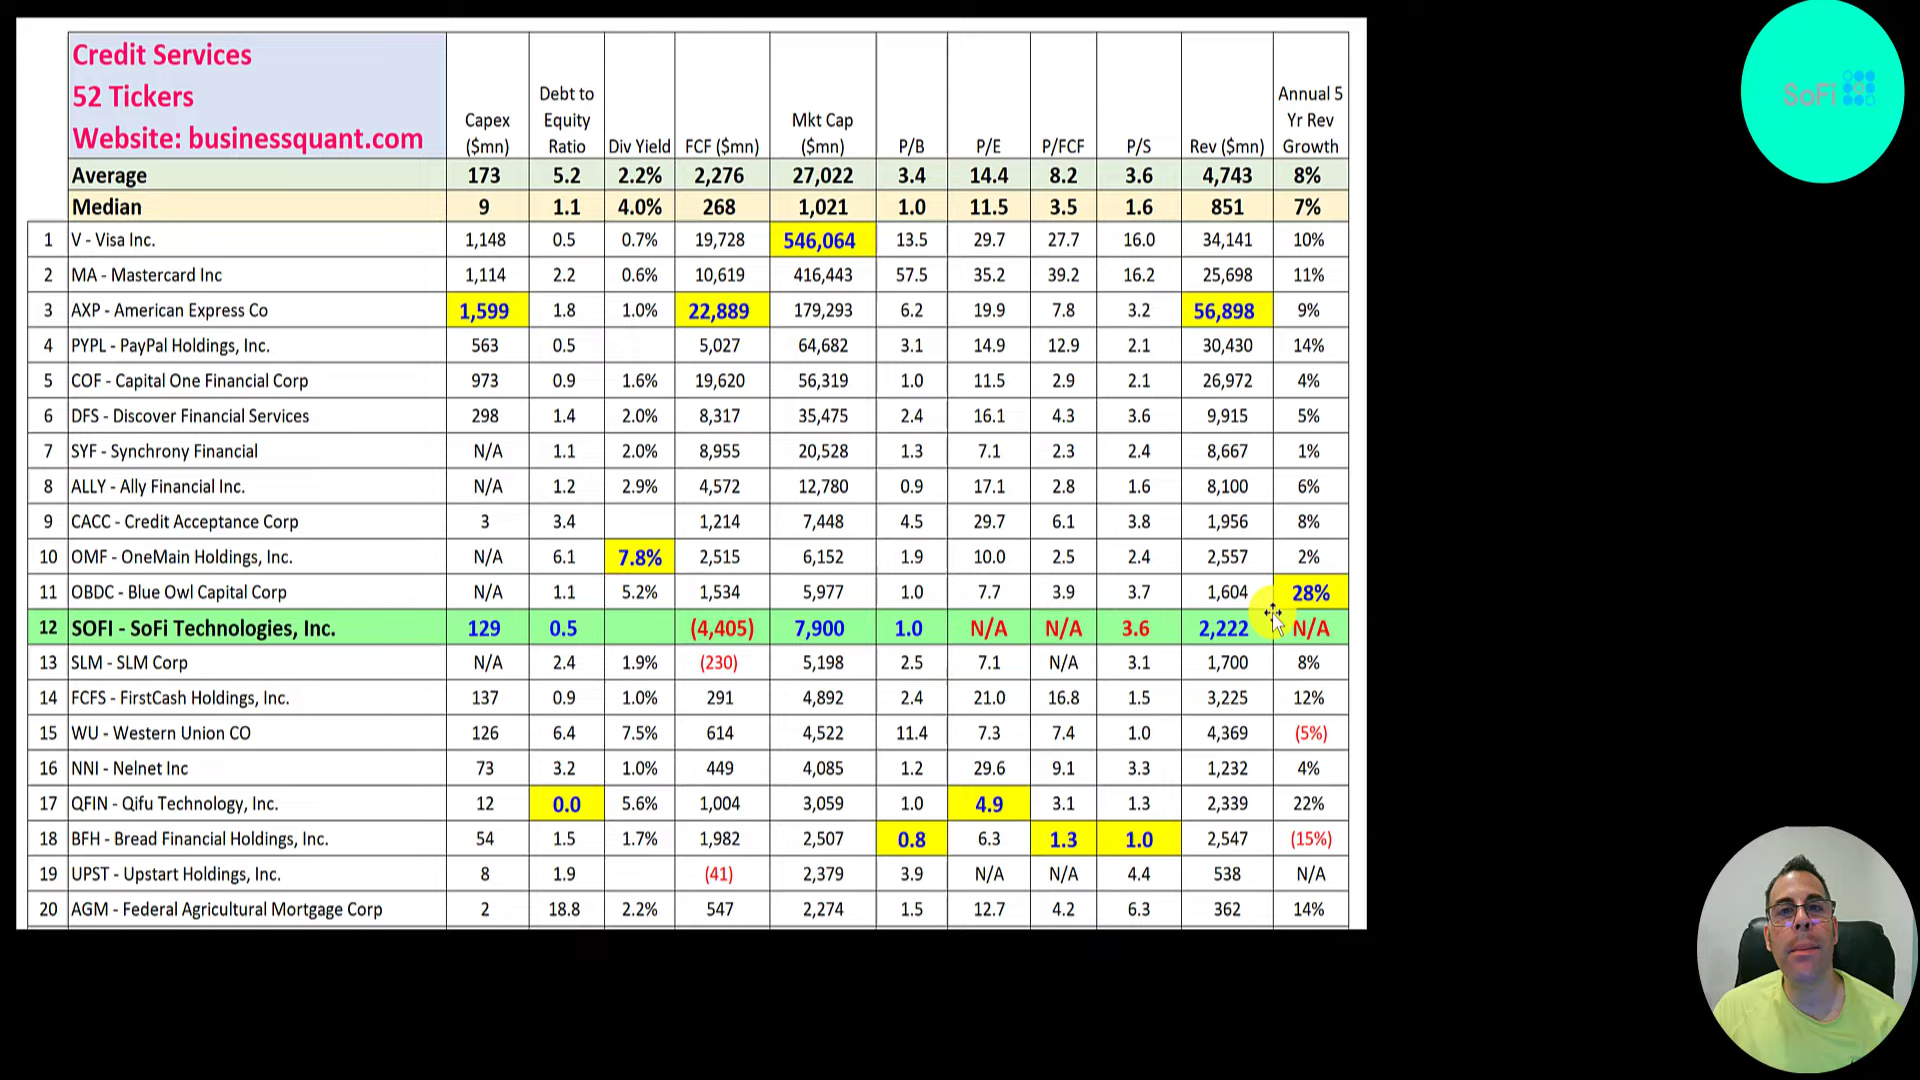 Credit Services
52 Tickers
Website: businessquant.com
Capex ($mn) Debt to Equity Ratio Div Yield FCF ($mn) Mkt Cap ($mn) P/B P/E P/FCF P/S Rev ($mn) Annual 5 Yr Rev Growth
Average 173 5.2 2.2% 2,276 27,022 3.4 14.4 8.2 3.6 4,743 8%
Median 9 1.1 4.0% 268 1,021 1.0 11.5 3.5 1.6 851 7%
1 V - Visa Inc. 1,148 0.5 0.7% 19,728 546,064 13.5 29.7 27.7 16.0 34,141 10%
2 MA - Mastercard Inc 1,114 2.2 0.6% 10,619 416,443 57.5 35.2 39.2 16.2 25,698 11%
3 AXP - American Express Co 1,599 1.8 1.0% 22,889 179,293 6.2 19.9 7.8 3.2 56,898 9%
4 PYPL - PayPal Holdings, Inc. 563 0.5 5,027 64,682 3.1 14.9 12.9 2.1 30,430 14%
5 COF - Capital One Financial Corp 973 0.9 1.6% 19,620 56,319 1.0 11.5 2.9 2.1 26,972 4%
6 DFS - Discover Financial Services 298 1.4 2.0% 8,317 35,475 2.4 16.1 4.3 3.6 9,915 5%
7 SYF - Synchrony Financial N/A 1.1 2.0% 8,955 20,528 1.3 7.1 2.3 2.4 8,667 1%
8 ALLY - Ally Financial Inc. N/A 1.2 2.9% 4,572 12,780 0.9 17.1 2.8 1.6 8,100 6%
9 CACC - Credit Acceptance Corp 3 3.4 1,214 7,448 4.5 29.7 6.1 3.8 1,956 8%
10 OMF - OneMain Holdings, Inc. N/A 6.1 7.8% 2,515 6,152 1.9 10.0 2.5 2.4 2,557 2%
11 OBDC - Blue Owl Capital Corp N/A 1.1 5.2% 1,534 5,977 1.0 7.7 3.9 3.7 1,604 28%
12 SOFI - SoFi Technologies, Inc. 129 0.5 (4,405) 7,900 1.0 N/A N/A 3.6 2,222 N/A
13 SLM - SLM Corp N/A 2.4 1.9% (230) 5,198 2.5 7.1 N/A 3.1 1,700 8%
14 FCFS - FirstCash Holdings, Inc. 137 0.9 1.0% 291 4,892 2.4 21.0 16.8 1.5 3,225 12%
15 WU - Western Union CO 126 6.4 7.5% 614 4,522 11.4 7.3 7.4 1.0 4,369 (5%)
16 NNI - Nelnet Inc 73 3.2 1.0% 449 4,085 1.2 29.6 9.1 3.3 1,232 4%
17 QFIN - Qifu Technology, Inc. 12 0.0 5.6% 1,004 3,059 1.0 4.9 3.1 1.3 2,339 22%
18 BFH - Bread Financial Holdings, Inc. 54 1.5 1.7% 1,982 2,507 0.8 6.3 1.3 1.0 2,547 (15%)
19 UPST - Upstart Holdings, Inc. 8 1.9 (41) 2,379 3.9 N/A N/A 4.4 538 N/A
20 AGM - Federal Agricultural Mortgage Corp 2 18.8 2.2% 547 2,274 1.5 12.7 4.2 6.3 362 14%
SoFi